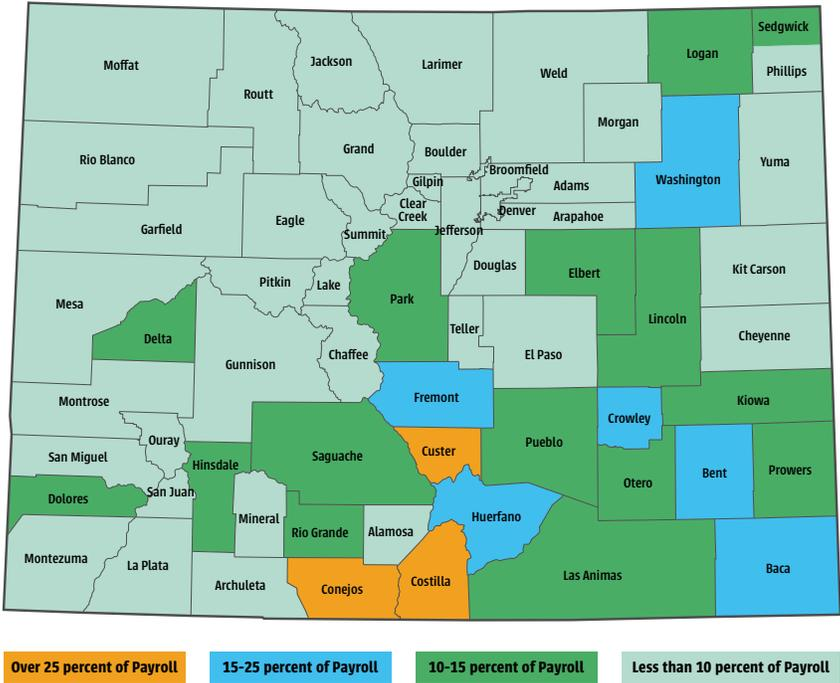 Sedgwick
Logan
Jackson
Larimer
Moffat
Weld
Phillips
Routt
Morgan
Grand
Boulder
Rio Blanco
Yuma
Broomfield
Washington
Gilpin
Adams
Clear
Creek
Denver
Arapahoe
Eagle
Garfield
Jefferson
Summit
Douglas
Kit Carson
Elbert
Pitkin
Lake
Park
Mesa
Lincoln
Teller
Cheyenne
Delta
Chaffee
El Paso
Gunnison
Fremont
Montrose
Kiowa
Crowley
Ouray
Pueblo
Custer
San Miguel
Saguache
Hinsdale
Prowers
Bent
Otero
San Juan
Dolores
Huerfano
Mineral
Rio Grande
Alamosa
Montezuma
La Plata
Baca
Las Animas
Costilla
Archuleta
Conejos
Over 25 percent of Payroll
15-25 percent of Payroll
10-15 percent of Payroll
Less than 10 percent of Payroll